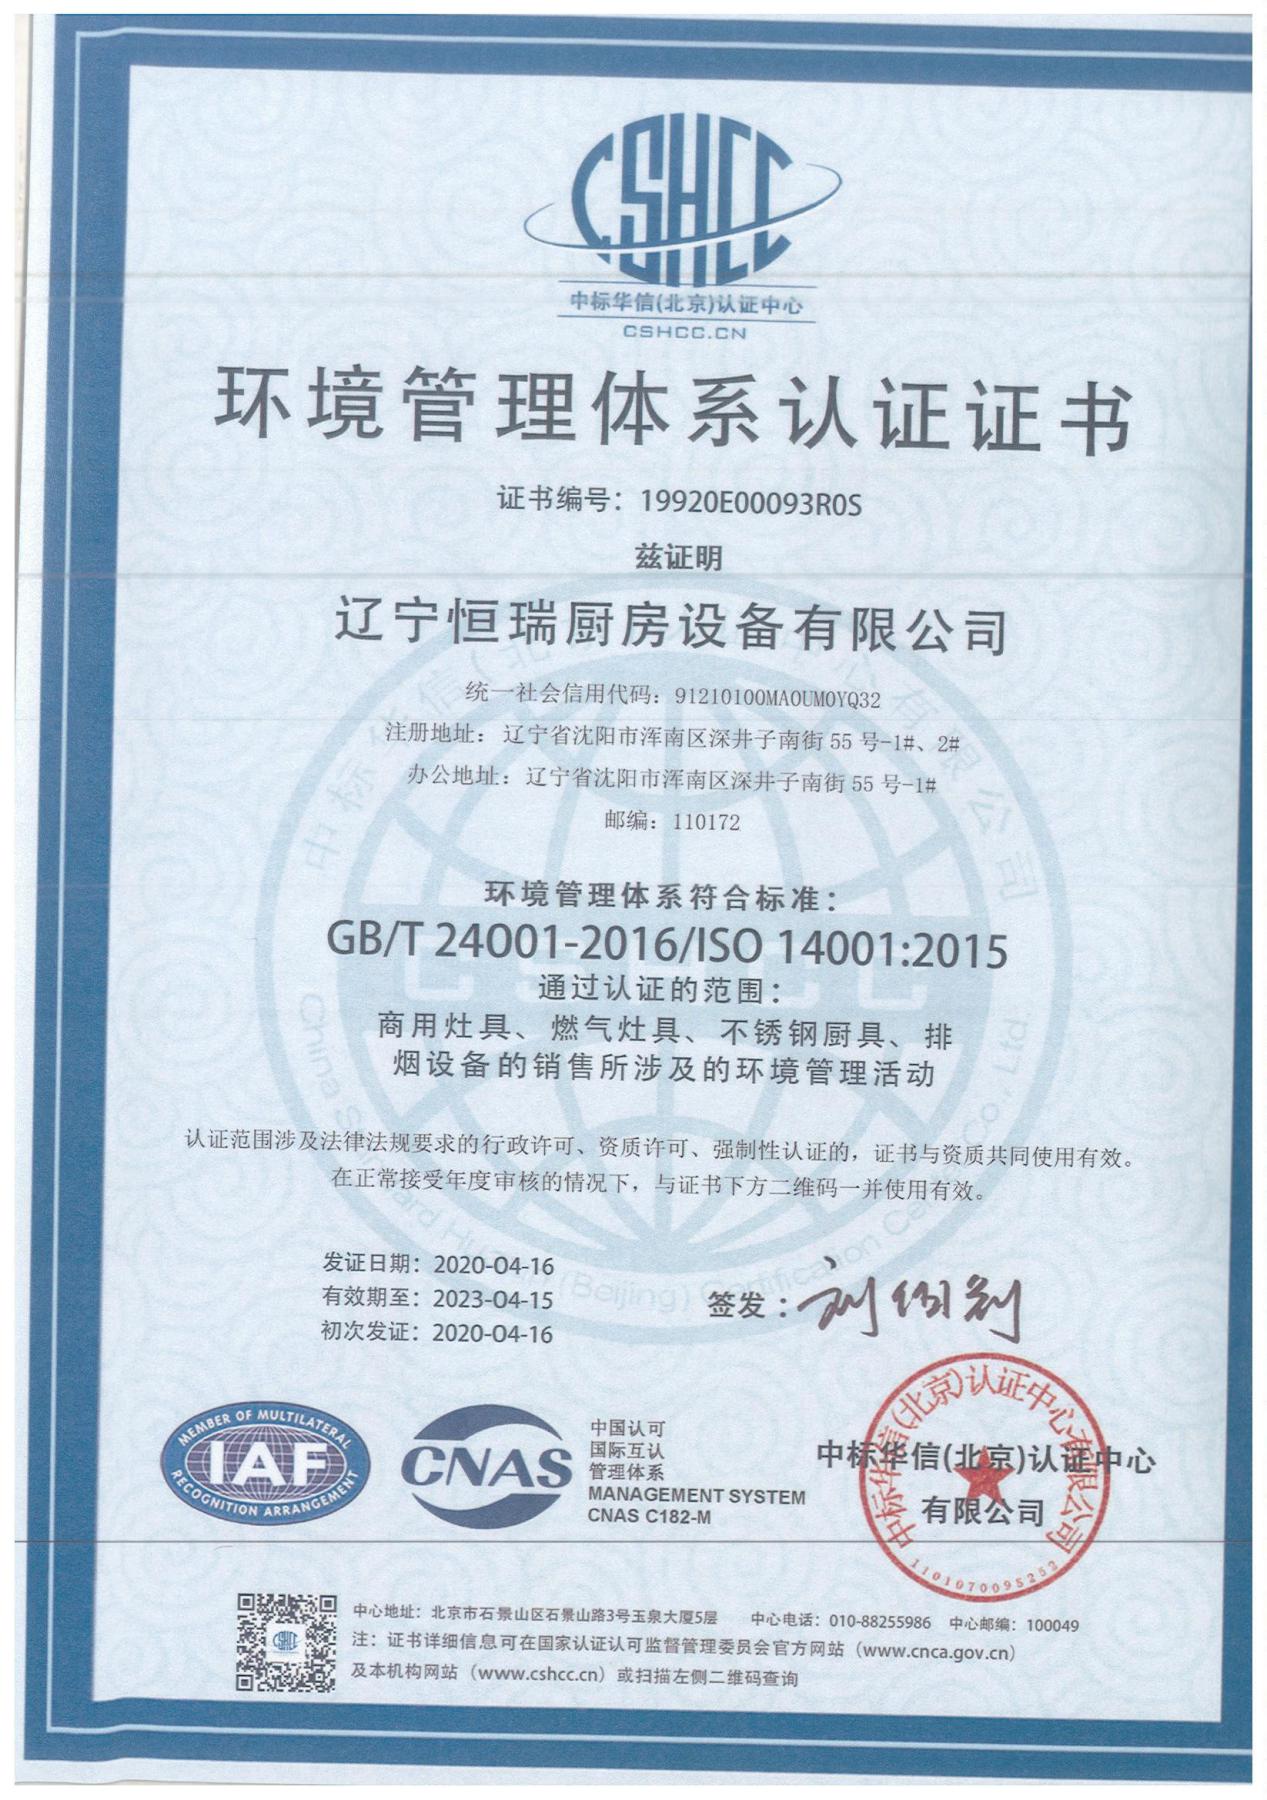 CSHCC
中标华信(北京)认证中心
CSHCC.CN
环境管理体系认证证书
证书编号：19920E00093R0S
兹证明
辽宁恒瑞厨房设备有限公司
统一社会信用代码：91210100MA0UM0YQ32
注册地址：辽宁省沈阳市浑南区深井子南街 55 号-1#、2#
办公地址：辽宁省沈阳市浑南区深井子南街 55 号-1#
邮编：110172
环境管理体系符合标准：
GB/T 24001-2016/ISO 14001:2015
通过认证的范围：
商用灶具、燃气灶具、不锈钢厨具、排
烟设备的销售所涉及的环境管理活动
认证范围涉及法律法规要求的行政许可、资质许可、强制性认证的，证书与资质共同使用有效。
在正常接受年度审核的情况下，与证书下方二维码一并使用有效。
发证日期：2020-04-16
有效期至：2023-04-15
初次发证：2020-04-16
签发：
MEMBER OF MULTILATERAL
IAF
RECOGNITION ARRANGEMENT
CNAS
中国认可
国际互认
管理体系
MANAGEMENT SYSTEM
CNAS C182-M
中标华信(北京)认证中心
有限公司
中标华信(北京)认证中心有限公司
1101070095252
中心地址：北京市石景山区石景山路3号玉泉大厦5层 中心电话：010-88255986 中心邮编：100049
注：证书详细信息可在国家认证认可监督管理委员会官方网站（www.cnca.gov.cn）
及本机构网站（www.cshcc.cn）或扫描左侧二维码查询